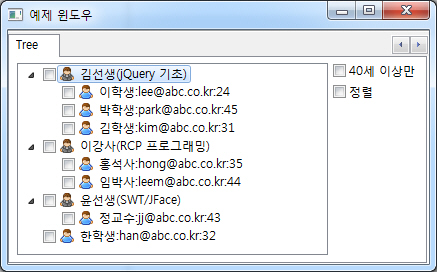 예제 윈도우
Tree
김선생(jQuery 기초)
이학생:lee@abc.co.kr:24
박학생:park@abc.co.kr:45
김학생:kim@abc.co.kr:31
이강사(RCP 프로그래밍)
홍석사:hong@abc.co.kr:35
임박사:leem@abc.co.kr:44
윤선생(SWT/JFace)
정교수:jj@abc.co.kr:43
한학생:han@abc.co.kr:32
40세 이상만
정렬